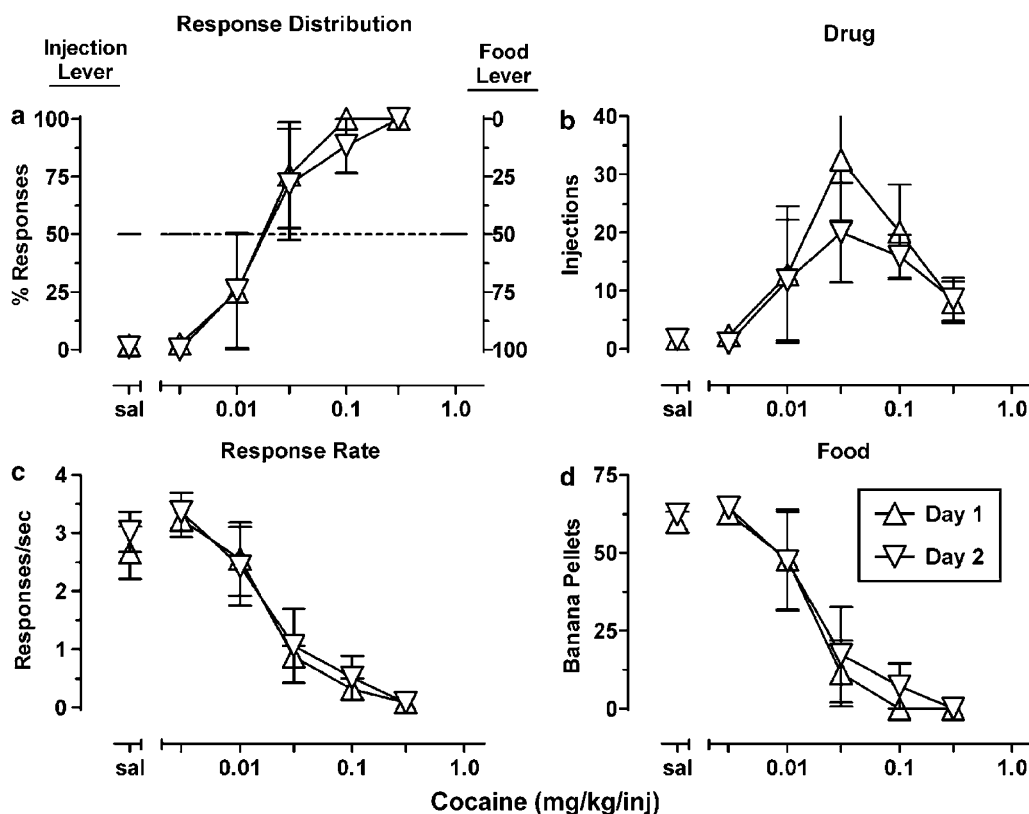 Response Distribution
Drug
Injection
Lever
Food
Lever
a
100
75
50
25
0
% Responses
0
25
50
75
100
sal
0.01
0.1
1.0
b
40
30
20
10
0
Injections
sal
0.01
0.1
1.0
Response Rate
c
4
3
2
1
0
Responses/sec
sal
0.01
0.1
1.0
Food
d
75
50
25
0
Banana Pellets
Day 1
Day 2
sal
0.01
0.1
1.0
Cocaine (mg/kg/inj)